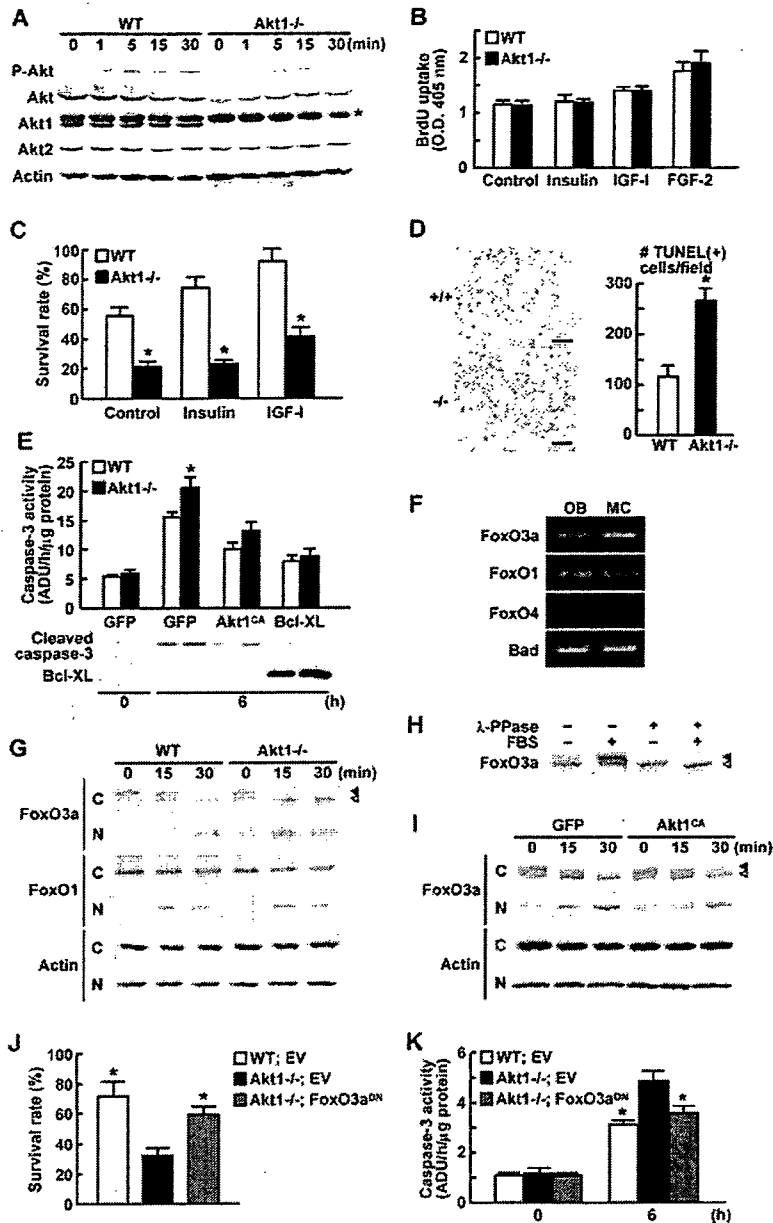 A
WT Akt1-/-
0 1 5 15 30 0 1 5 15 30 (min)
P-Akt
Akt
Akt1 *
Akt2
Actin
B
BrdU uptake
(O.D. 405 nm)
2
1
0
WT
Akt1-/-
Control Insulin IGF-I FGF-2
C
Survival rate (%)
100
80
60
40
20
0
WT
Akt1-/-
* * *
Control Insulin IGF-I
D
+/+
-/-
# TUNEL(+)
cells/field
300
200
100
0
*
WT Akt1-/-
E
Caspase-3 activity
(ADU/h/µg protein)
25
20
15
10
5
0
WT
Akt1-/-
*
GFP GFP Akt1CA Bcl-XL
Cleaved
caspase-3
Bcl-XL
0 6 (h)
F
OB MC
FoxO3a
FoxO1
FoxO4
Bad
G
WT Akt1-/-
0 15 30 0 15 30 (min)
FoxO3a
C
N
FoxO1
C
N
Actin
C
N
H
λ-PPase - - + +
FBS - + - +
FoxO3a
I
GFP Akt1CA
0 15 30 0 15 30 (min)
FoxO3a
C
N
Actin
C
N
J
Survival rate (%)
100
80
60
40
20
0
* *
WT; EV
Akt1-/-; EV
Akt1-/-; FoxO3aDN
K
Caspase-3 activity
(ADU/h/µg protein)
6
4
2
0
WT; EV
Akt1-/-; EV
Akt1-/-; FoxO3aDN
* *
0 6 (h)